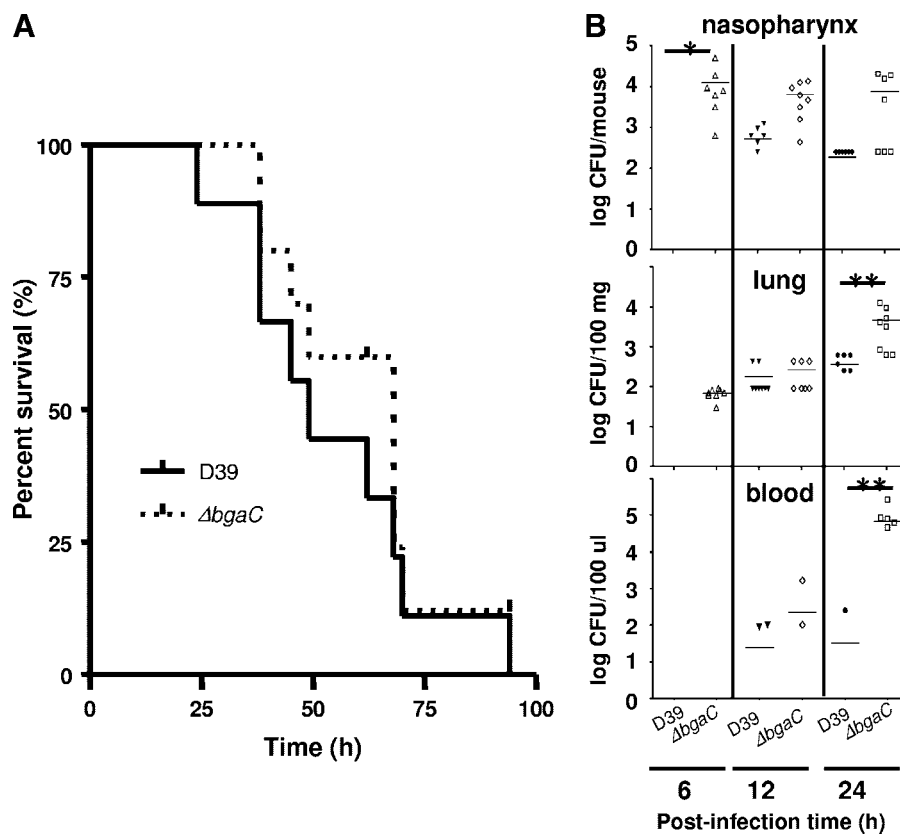 A
100
75
50
25
0
Percent survival (%)
D39
ΔbgaC
0 25 50 75 100
Time (h)
B
nasopharynx
*
5
4
3
2
1
0
log CFU/mouse
lung
**
5
4
3
2
1
0
log CFU/100 mg
blood
**
5
4
3
2
1
0
log CFU/100 ul
D39 ΔbgaC D39 ΔbgaC D39 ΔbgaC
6 12 24
Post-infection time (h)